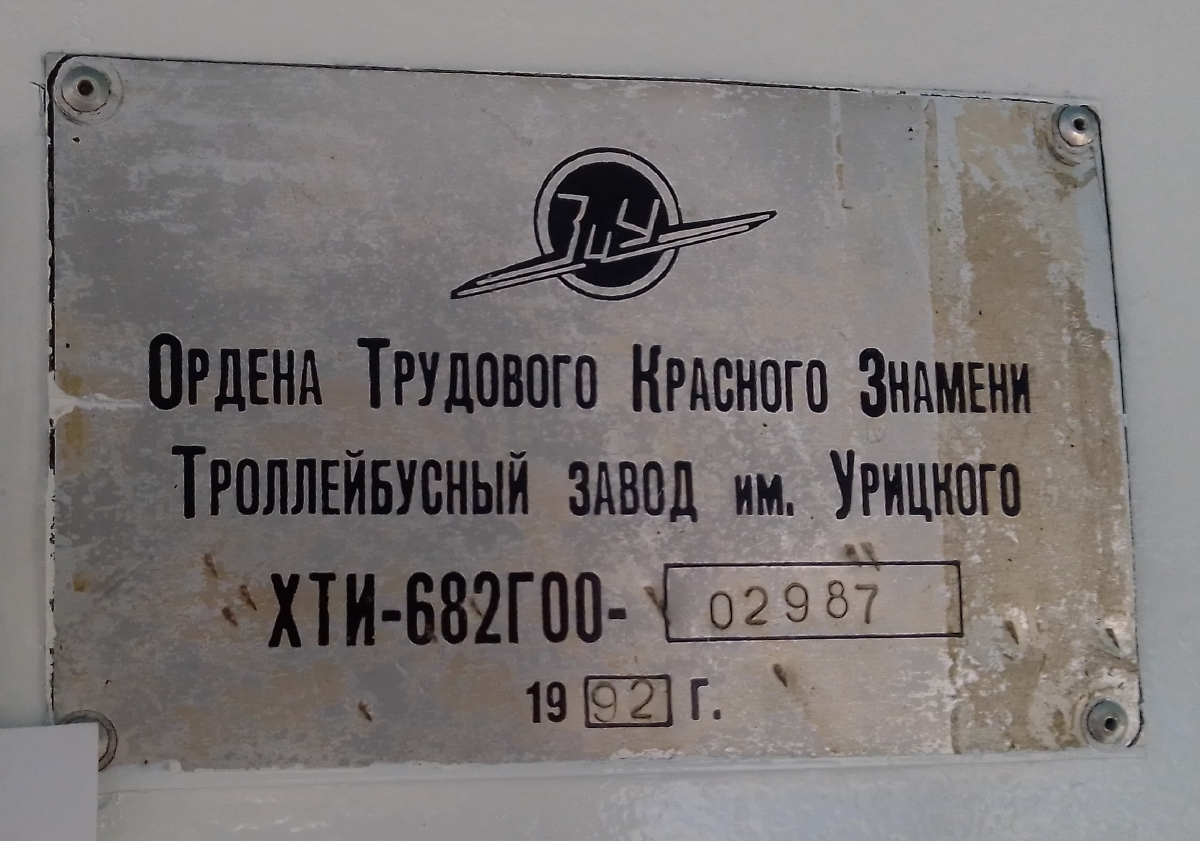 ЗиУ
Ордена Трудового Красного Знамени
Троллейбусный завод им. Урицкого
ХТИ-682Г00- 02987
1992 г.